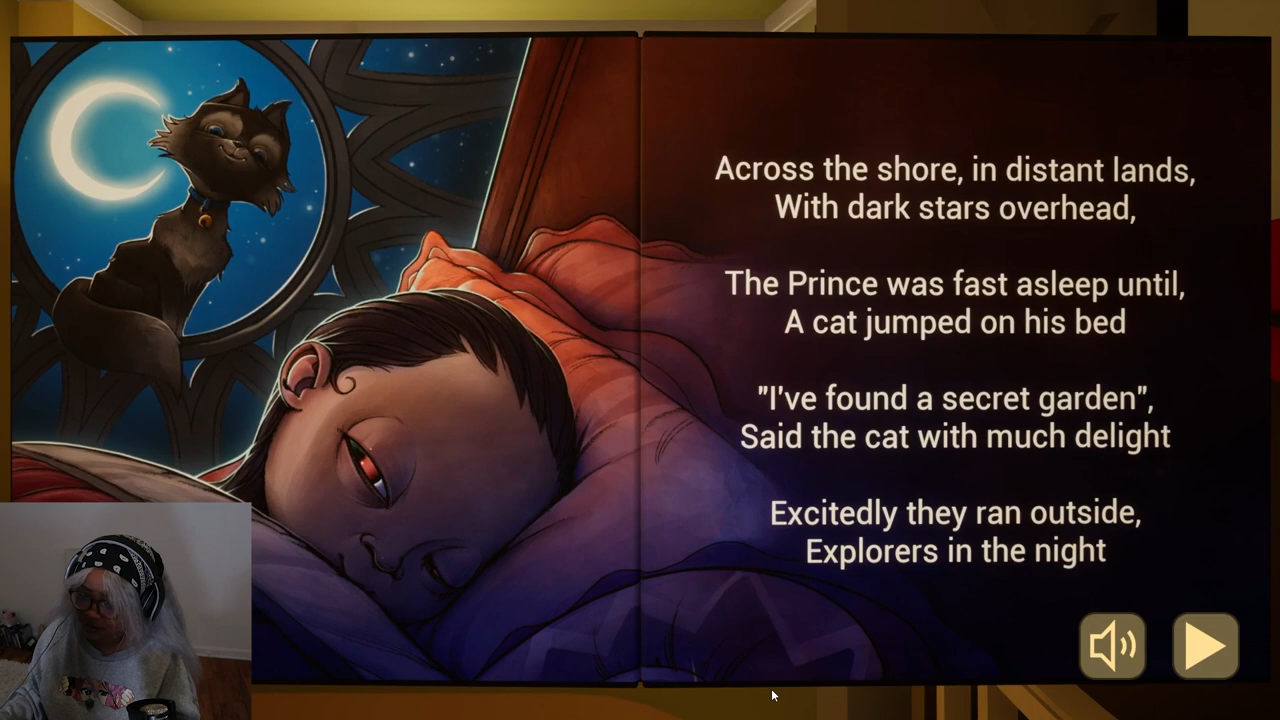 Across the shore, in distant lands,
With dark stars overhead,
The Prince was fast asleep until,
A cat jumped on his bed
"I've found a secret garden",
Said the cat with much delight
Excitedly they ran outside,
Explorers in the night